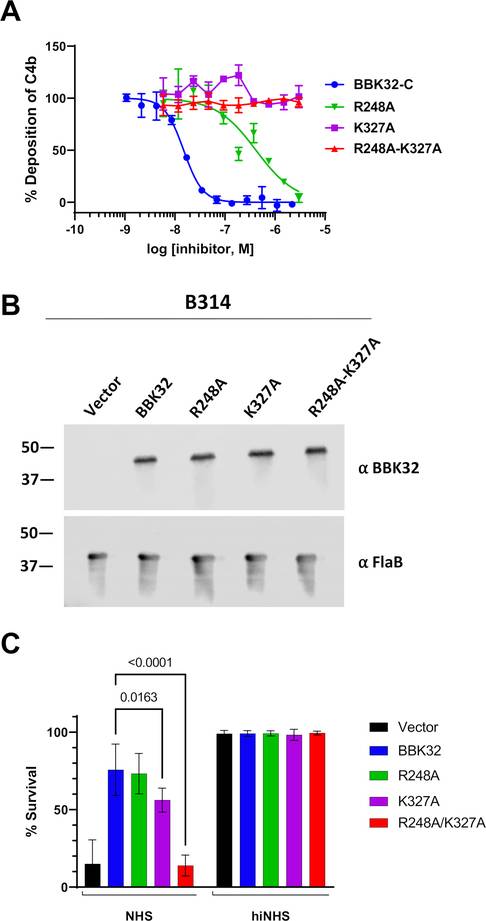 A
% Deposition of C4b
150
100
50
0
-10
-9
-8
-7
-6
-5
log [inhibitor, M]
BBK32-C
R248A
K327A
R248A-K327A
B
B314
Vector
BBK32
R248A
K327A
R248A-K327A
50
37
α BBK32
50
37
α FlaB
C
<0.0001
0.0163
% Survival
100
50
0
NHS
hiNHS
Vector
BBK32
R248A
K327A
R248A/K327A